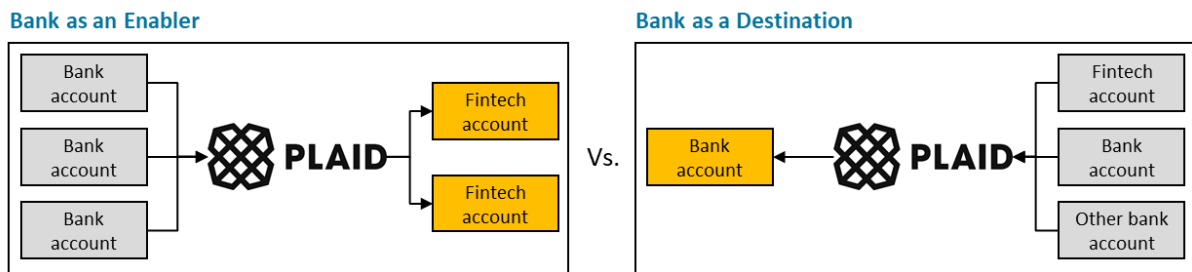 Bank as an Enabler
Bank
account
Bank
account
Bank
account
PLAID
Fintech
account
Fintech
account
Vs.
Bank as a Destination
Bank
account
PLAID
Fintech
account
Bank
account
Other bank
account